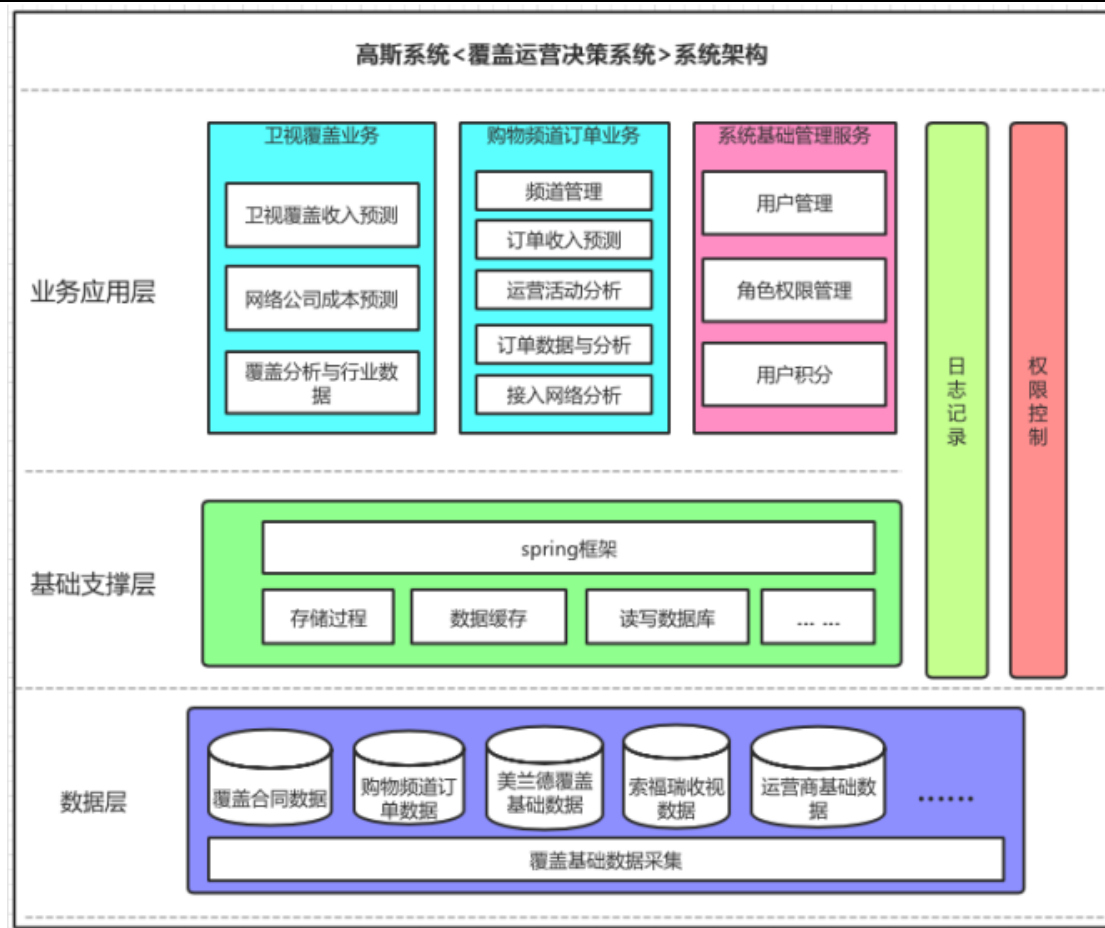 高斯系统<覆盖运营决策系统>系统架构
业务应用层
卫视覆盖业务
卫视覆盖收入预测
网络公司成本预测
覆盖分析与行业数
据
购物频道订单业务
频道管理
订单收入预测
运营活动分析
订单数据与分析
接入网络分析
系统基础管理服务
用户管理
角色权限管理
用户积分
日志记录
权限控制
基础支撑层
spring框架
存储过程
数据缓存
读写数据库
... ...
数据层
覆盖合同数据
购物频道订
单数据
美兰德覆盖
基础数据
索福瑞收视
数据
运营商基础数
据
......
覆盖基础数据采集